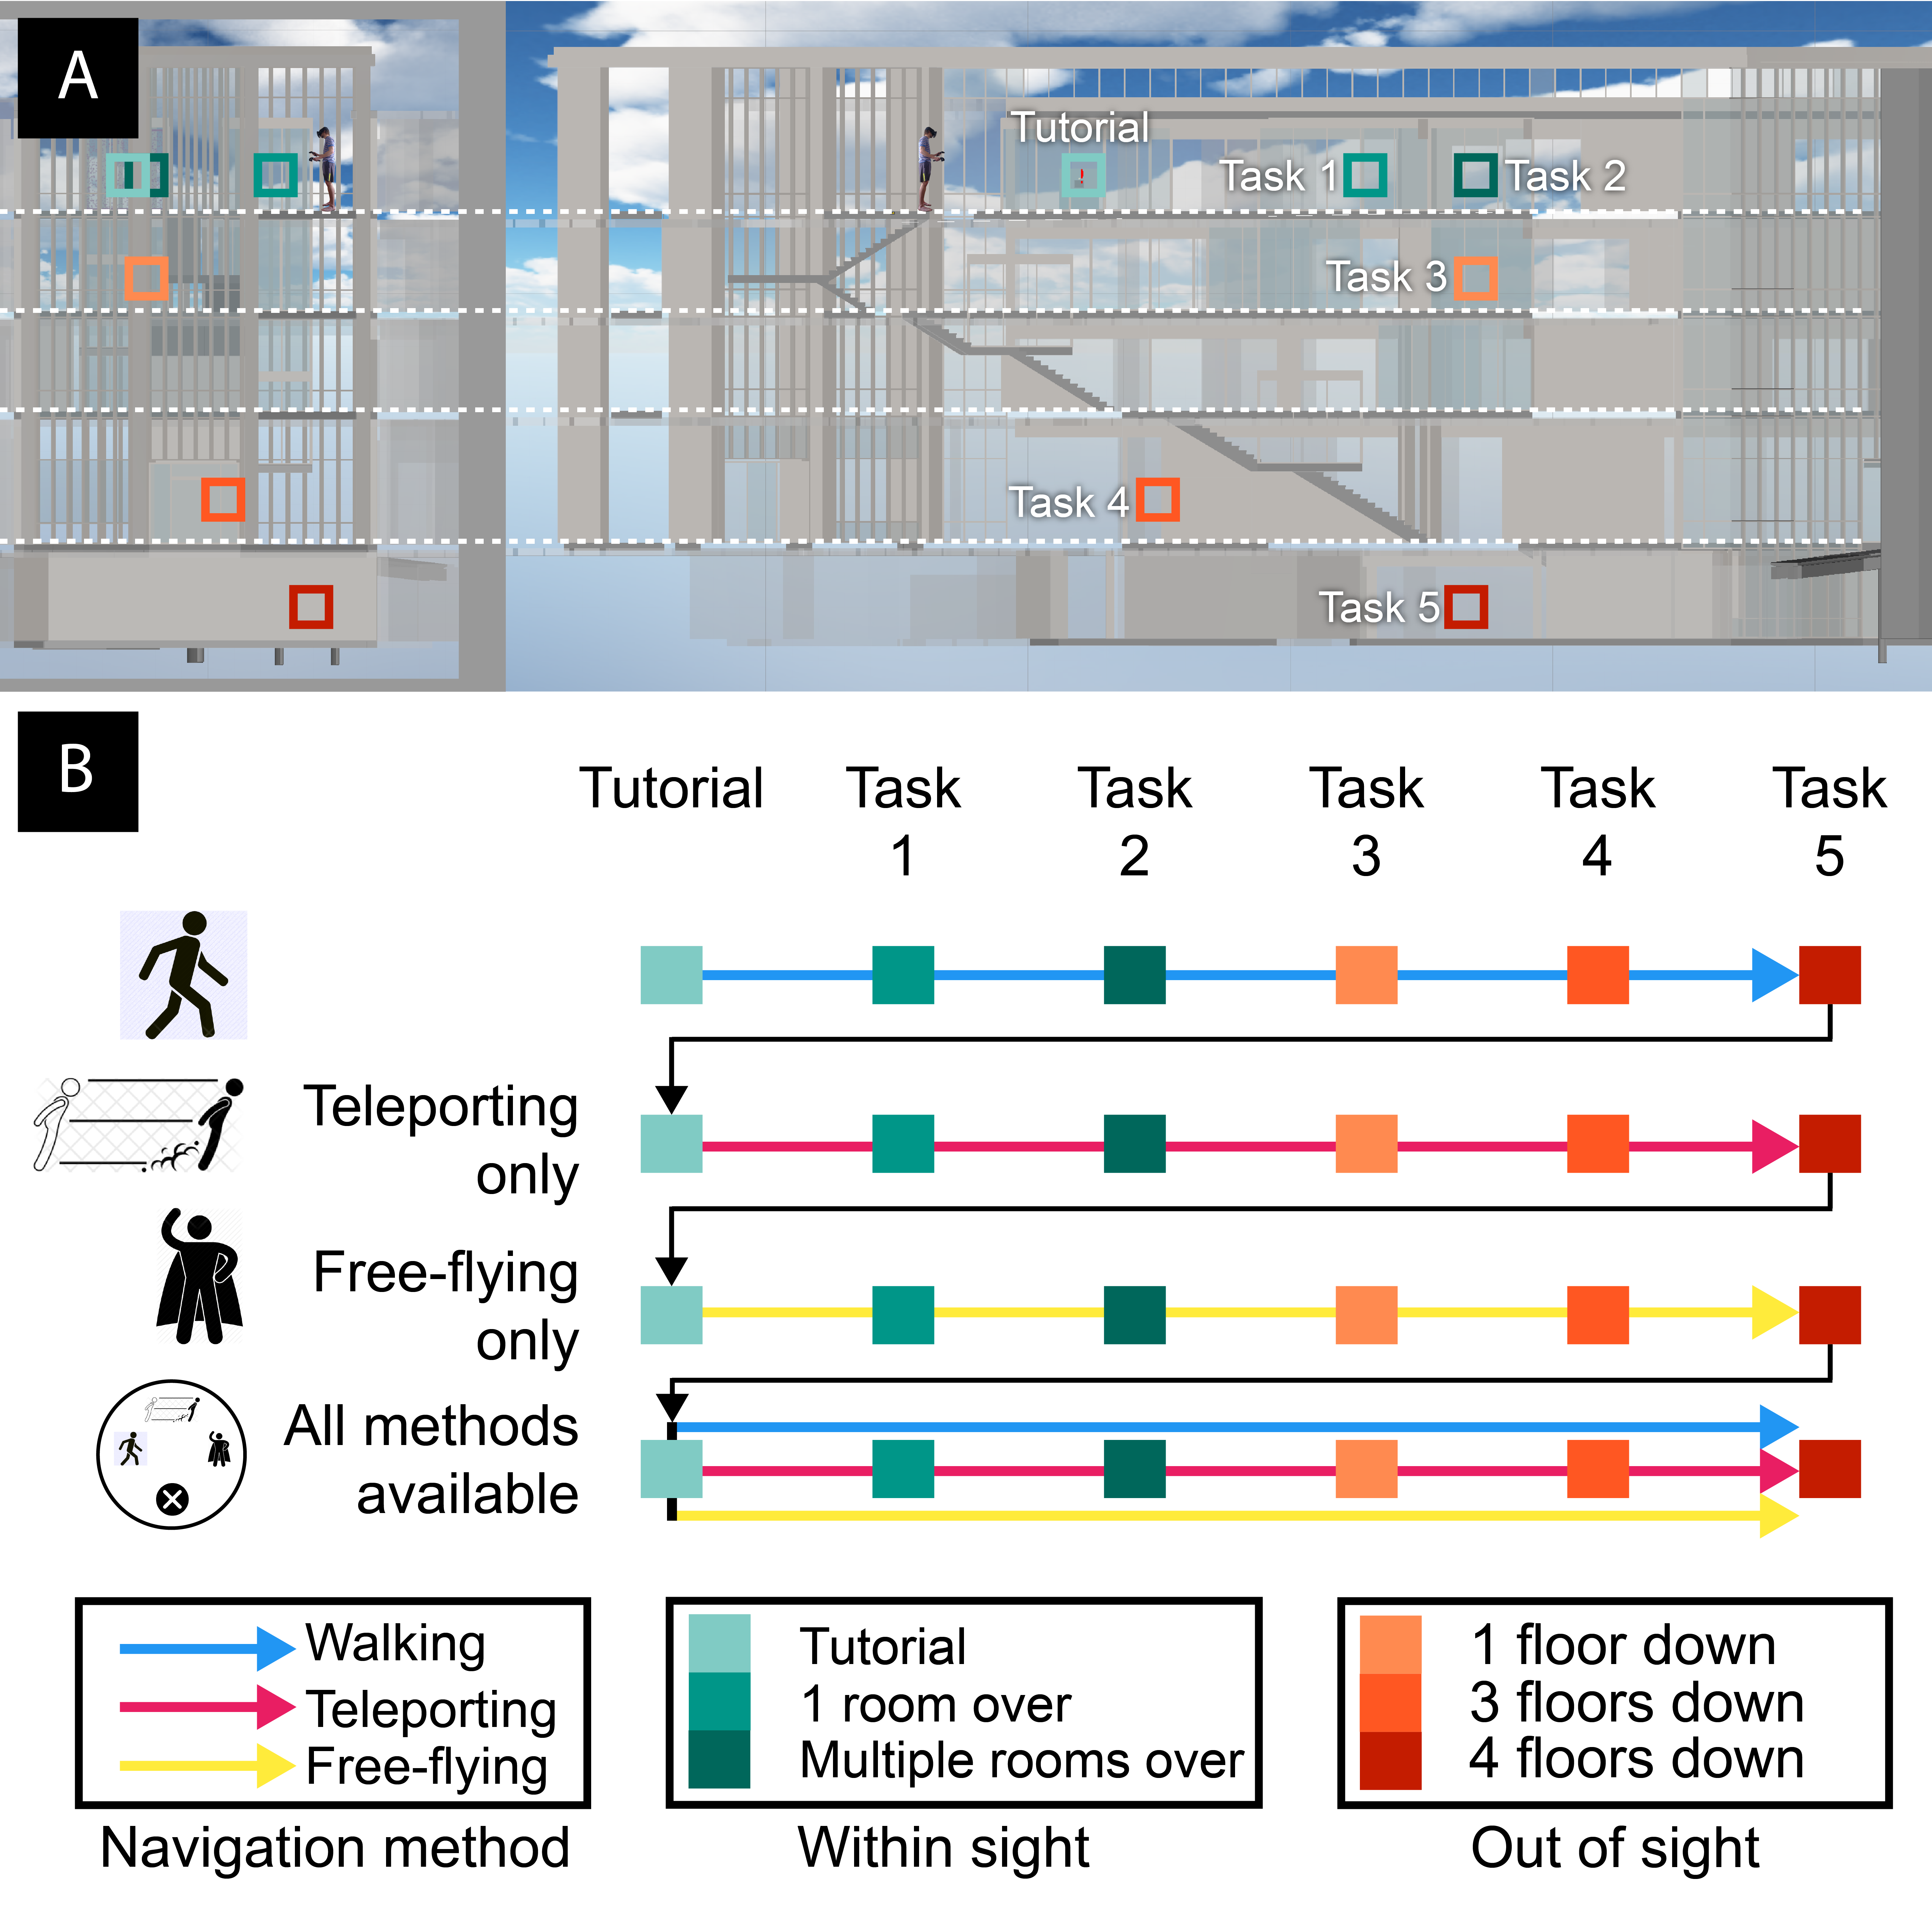 A
Tutorial
!
Task 1
Task 2
Task 3
Task 4
Task 5
B
Tutorial
Task
1
Task
2
Task
3
Task
4
Task
5
Teleporting
only
Free-flying
only
All methods
available
Walking
Teleporting
Free-flying
Navigation method
Tutorial
1 room over
Multiple rooms over
Within sight
1 floor down
3 floors down
4 floors down
Out of sight